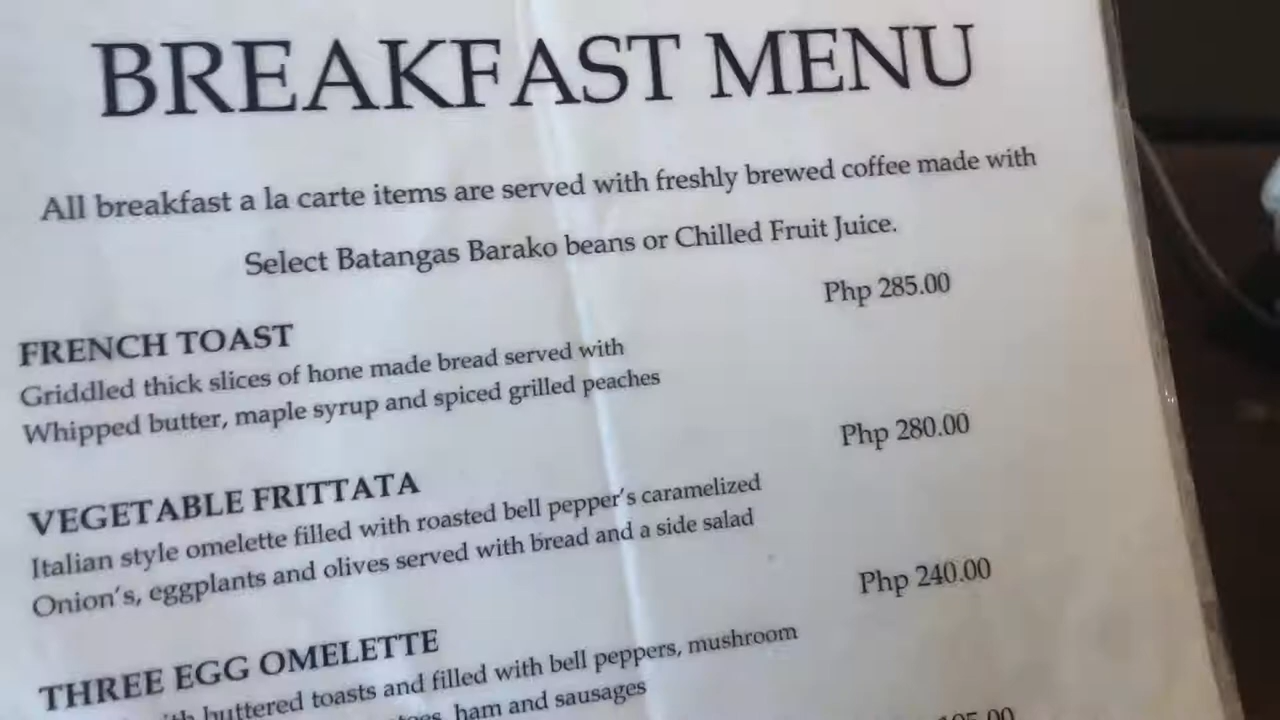 BREAKFAST MENU
All breakfast a la carte items are served with freshly brewed coffee made with
Select Batangas Barako beans or Chilled Fruit Juice.
Php 285.00
FRENCH TOAST
Griddled thick slices of hone made bread served with
Whipped butter, maple syrup and spiced grilled peaches
Php 280.00
VEGETABLE FRITTATA
Italian style omelette filled with roasted bell pepper's caramelized
Onion's, eggplants and olives served with bread and a side salad
Php 240.00
THREE EGG OMELETTE
buttered toasts and filled with bell peppers, mushroom
ham and sausages